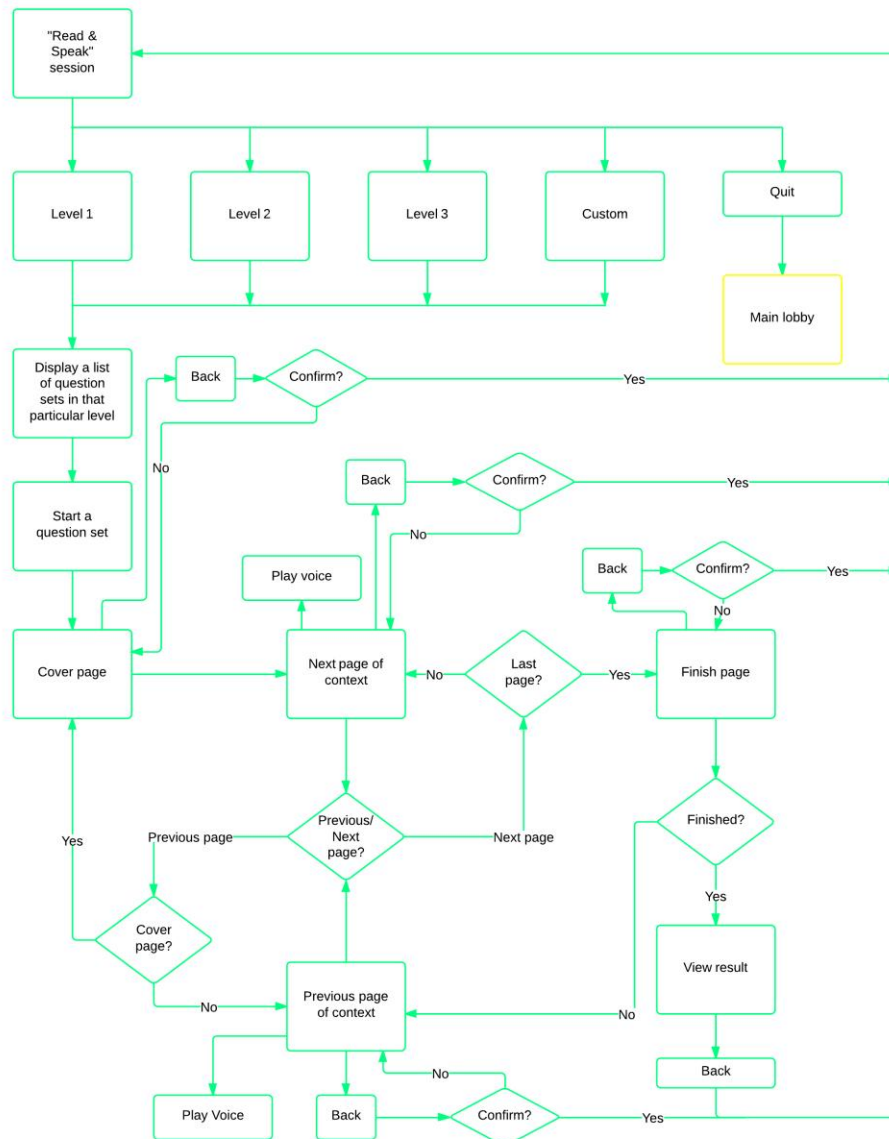 "Read &
Speak"
session
Level 1
Level 2
Level 3
Custom
Quit
Main lobby
Display a list
of question
sets in that
particular level
Back
Confirm?
Yes
No
Start a
question set
Back
Confirm?
Yes
No
Play voice
Back
Confirm?
Yes
No
Cover page
Next page of
context
No
Last
page?
Yes
Finish page
Yes
Previous page
Previous/
Next
page?
Next page
Finished?
Yes
Cover
page?
No
Previous page
of context
No
View result
Play Voice
Back
No
Confirm?
Yes
Back